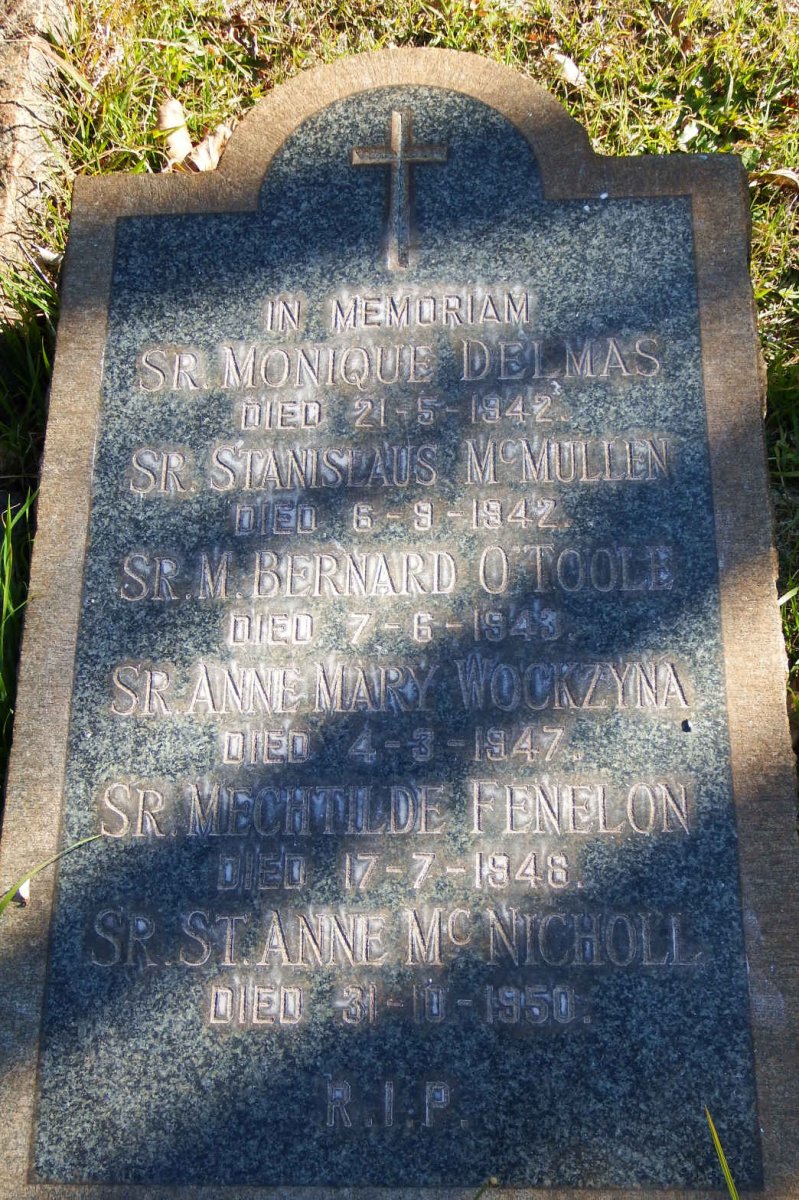 IN MEMORIAM
SR. MONIQUE DELMAS
DIED 21-5-1942.
SR. STANISLAUS MCMULLEN
DIED 6-9-1942.
SR. M. BERNARD O'TOOLE
DIED 7-6-1943.
SR. ANNE MARY WOCKZYNA
DIED 4-3-1947.
SR. MECHTILDE FENELON
DIED 17-7-1948.
SR. ST. ANNE MC NICHOLL
DIED 31-10-1950.
R.I.P.